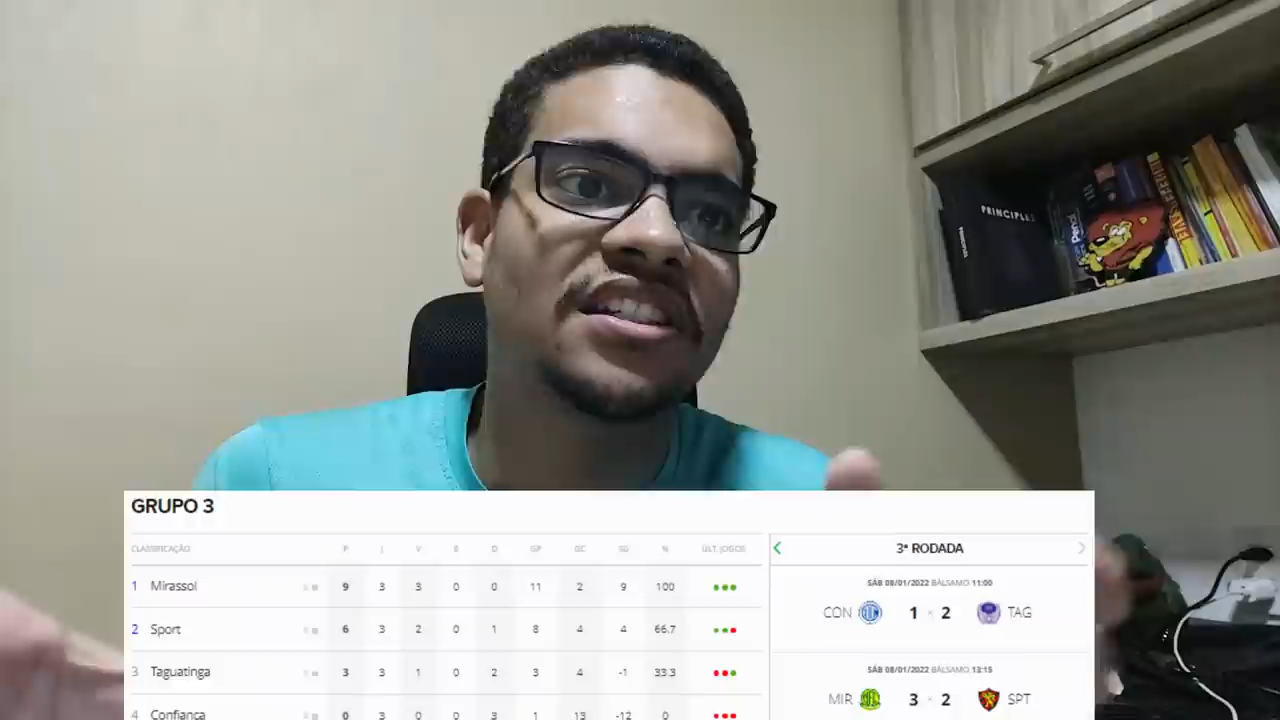 PRINCIPLES
PRINCIPLES
Penal
GRUPO 3
CLASSIFICAÇÃO P J V E D GP GC SG % ÚLT. JOGOS
1 Mirassol 9 3 3 0 0 11 2 9 100
2 Sport 6 3 2 0 1 8 4 4 66.7
3 Taguatinga 3 3 1 0 2 3 4 -1 33.3
4 Confiança 0 3 0 0 3 1 13 -12 0
3ª RODADA
SÁB 08/01/2022 BÁLSAMO 11:00
CON 1 × 2 TAG
SÁB 08/01/2022 BÁLSAMO 13:15
MIR 3 × 2 SPT